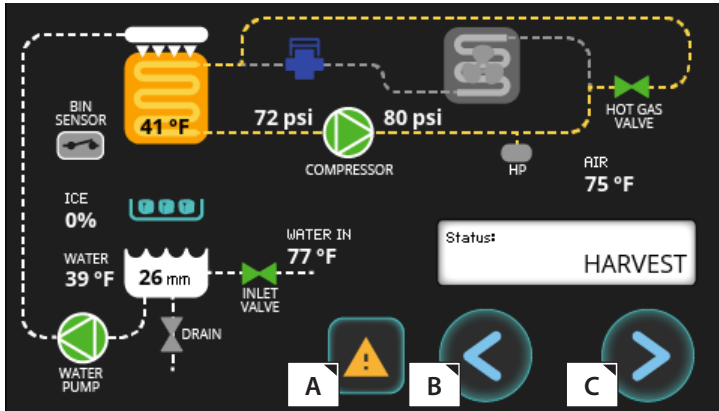 BIN
SENSOR
41 °F
72 psi
80 psi
COMPRESSOR
HP
HOT GAS
VALVE
AIR
75 °F
ICE
0%
WATER
39 °F
26 mm
WATER IN
77 °F
INLET
VALVE
DRAIN
WATER
PUMP
Status:
HARVEST
A
B
C